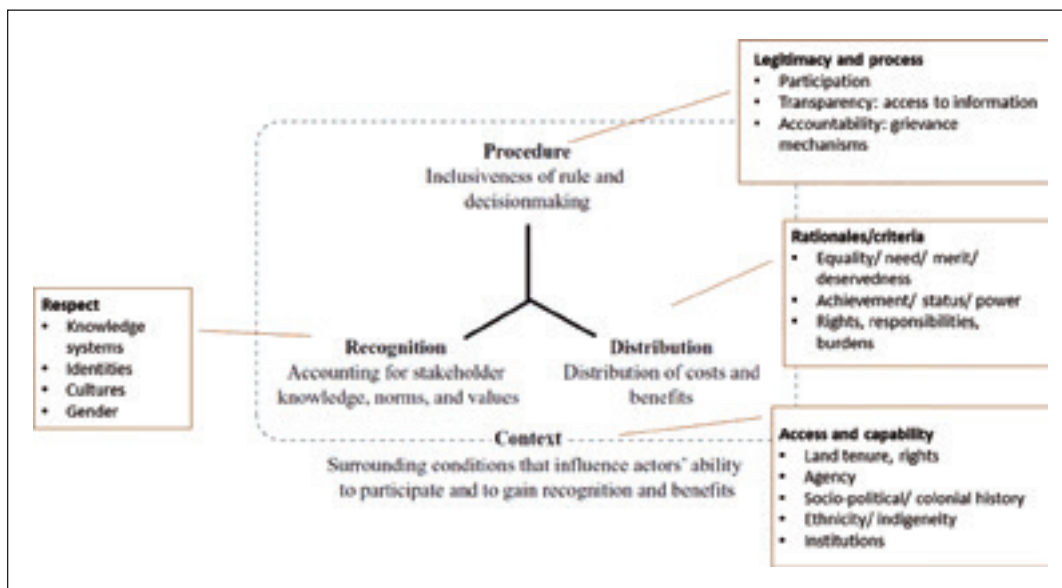 Legitimacy and process
• Participation
• Transparency: access to information
• Accountability: grievance
mechanisms
Procedure
Inclusiveness of rule and
decisionmaking
Rationales/criteria
• Equality/ need/ merit/
deservedness
• Achievement/ status/ power
• Rights, responsibilities,
burdens
Respect
• Knowledge
systems
• Identities
• Cultures
• Gender
Recognition
Accounting for stakeholder
knowledge, norms, and values
Distribution
Distribution of costs and
benefits
Context
Surrounding conditions that influence actors' ability
to participate and to gain recognition and benefits
Access and capability
• Land tenure, rights
• Agency
• Socio-political/ colonial history
• Ethnicity/ indigeneity
• Institutions